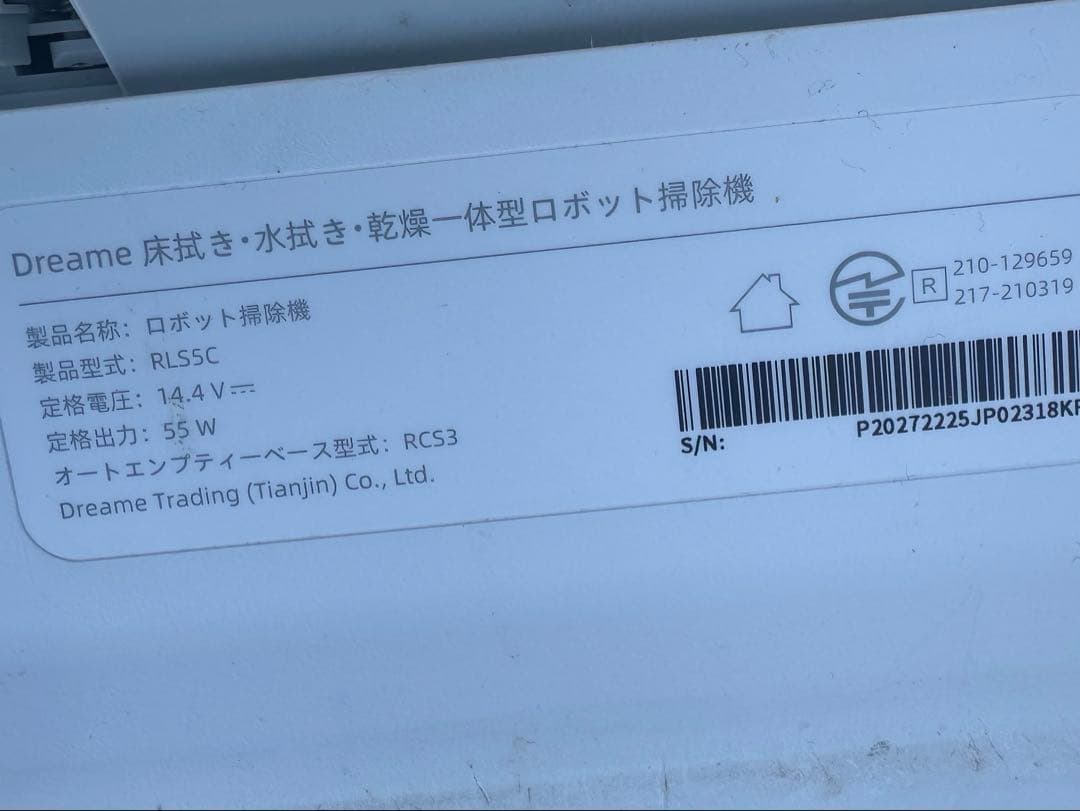 Dreame 床拭き・水拭き・乾燥一体型ロボット掃除機
製品名称: ロボット掃除機
製品型式: RLS5C
定格電圧: 14.4 V⎓
定格出力: 55 W
オートエンプティーベース型式: RCS3
Dreame Trading (Tianjin) Co., Ltd.
R
210-129659
217-210319
S/N:
P20272225JP02318K